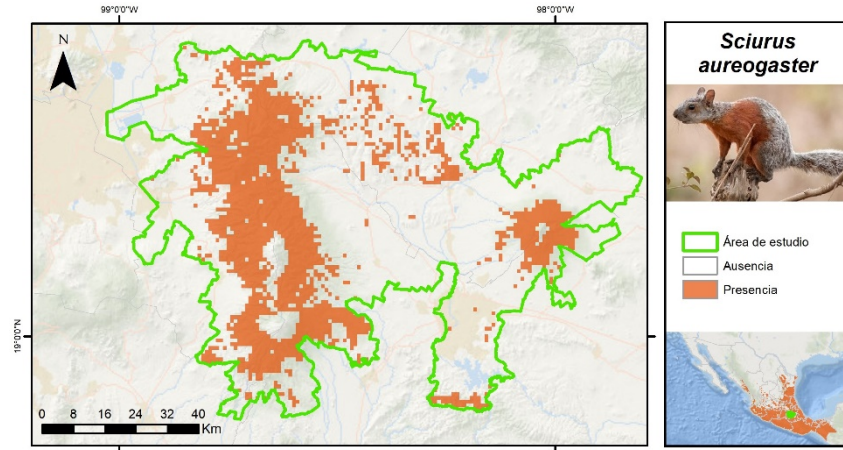 99°0'0"W
98°0'0"W
N
19°0'0"N
0 8 16 24 32 40
Km
Sciurus
aureogaster
Área de estudio
Ausencia
Presencia